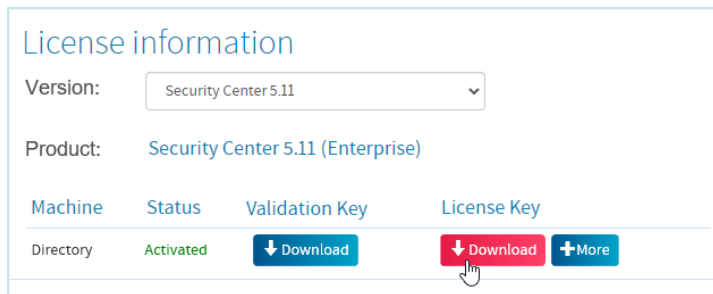 License information
Version: Security Center 5.11
Product: Security Center 5.11 (Enterprise)
Machine Status Validation Key License Key
Directory Activated Download Download +More